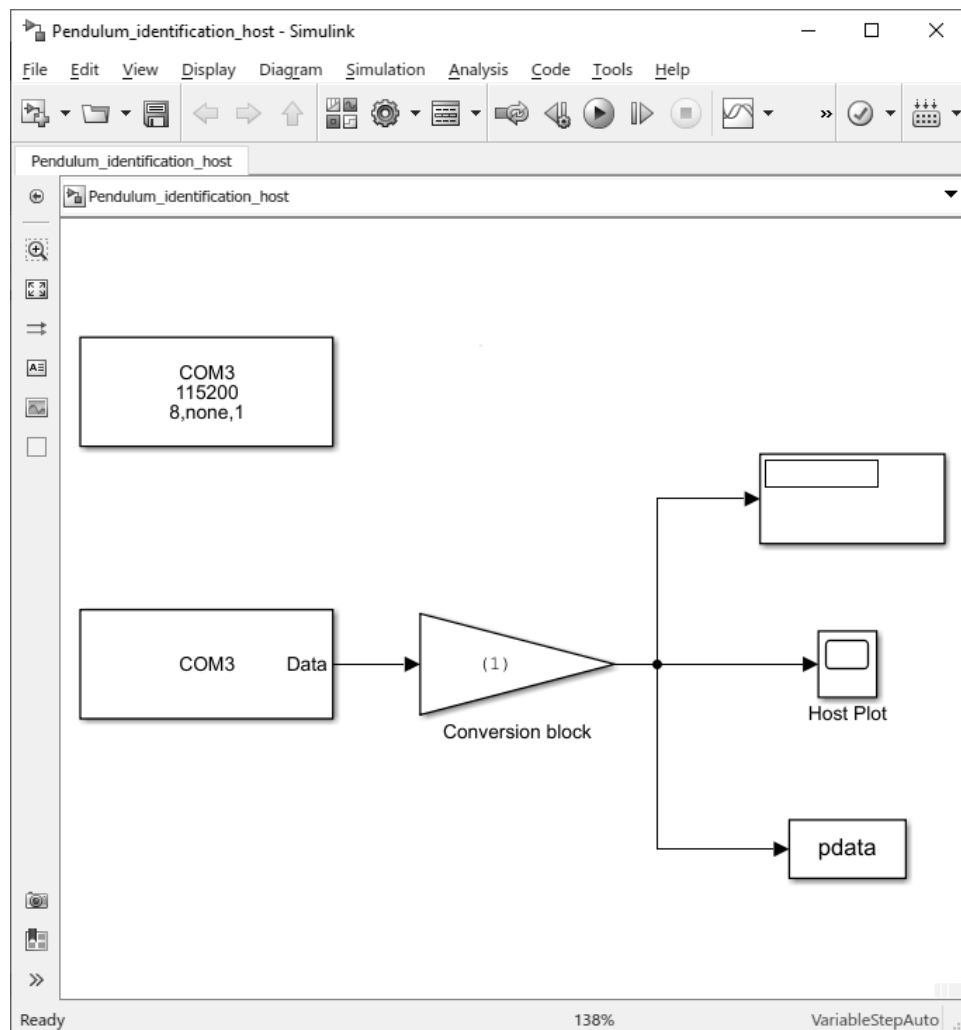 Pendulum_identification_host - Simulink
File Edit View Display Diagram Simulation Analysis Code Tools Help
»
Pendulum_identification_host
Pendulum_identification_host
COM3
115200
8,none,1
COM3 Data
(1)
Conversion block
Host Plot
pdata
»
Ready 138% VariableStepAuto